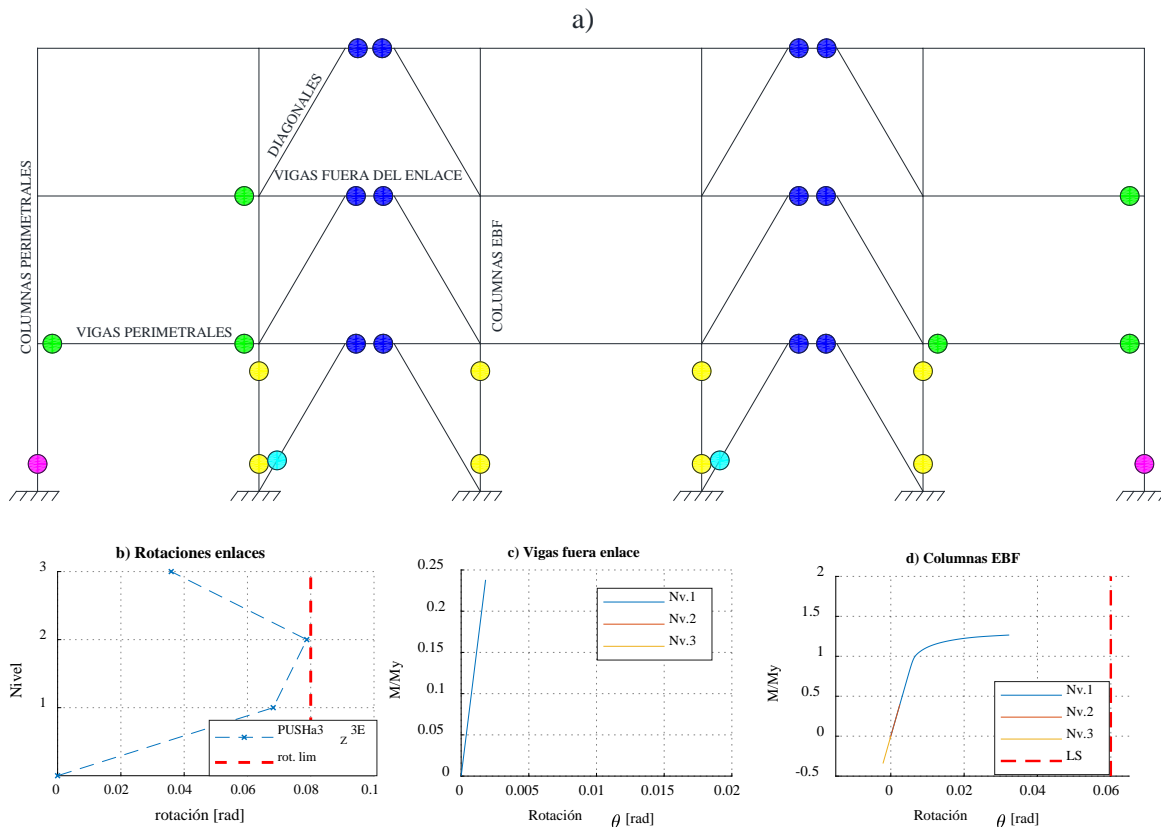 a)
DIAGONALES
VIGAS FUERA DEL ENLACE
COLUMNAS PERIMETRALES
COLUMNAS EBF
VIGAS PERIMETRALES
b) Rotaciones enlaces
Nivel
3
2
1
0
0.02
0.04
0.06
0.08
0.1
rotación [rad]
PUSHa3 Z 3E
rot. lim
c) Vigas fuera enlace
M/My
0.25
0.2
0.15
0.1
0.05
0
0
0.005
0.01
0.015
0.02
Rotación θ [rad]
Nv.1
Nv.2
Nv.3
d) Columnas EBF
M/My
2
1.5
1
0.5
0
-0.5
0
0.02
0.04
0.06
Rotación θ [rad]
Nv.1
Nv.2
Nv.3
LS